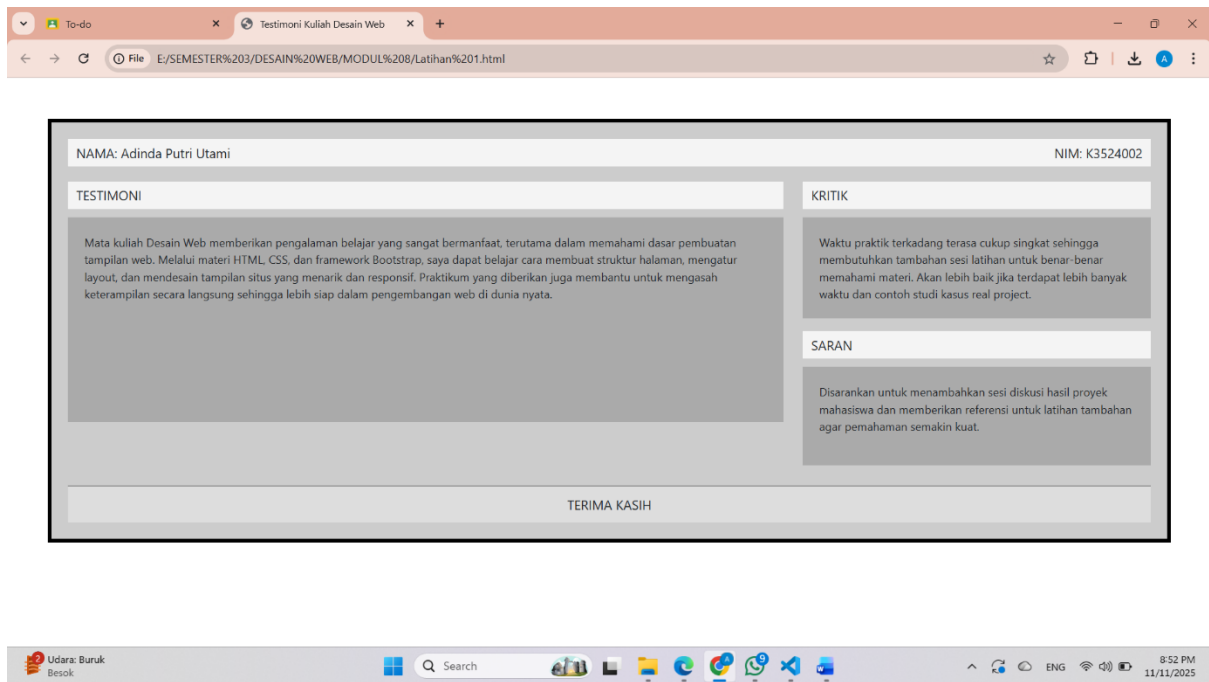 To-do
Testimoni Kuliah Desain Web
File E:/SEMESTER%203/DESAIN%20WEB/MODUL%208/Latihan%201.html
A
NAMA: Adinda Putri Utami NIM: K3524002
TESTIMONI
Mata kuliah Desain Web memberikan pengalaman belajar yang sangat bermanfaat, terutama dalam memahami dasar pembuatan
tampilan web. Melalui materi HTML, CSS, dan framework Bootstrap, saya dapat belajar cara membuat struktur halaman, mengatur
layout, dan mendesain tampilan situs yang menarik dan responsif. Praktikum yang diberikan juga membantu untuk mengasah
keterampilan secara langsung sehingga lebih siap dalam pengembangan web di dunia nyata.
KRITIK
Waktu praktik terkadang terasa cukup singkat sehingga
membutuhkan tambahan sesi latihan untuk benar-benar
memahami materi. Akan lebih baik jika terdapat lebih banyak
waktu dan contoh studi kasus real project.
SARAN
Disarankan untuk menambahkan sesi diskusi hasil proyek
mahasiswa dan memberikan referensi untuk latihan tambahan
agar pemahaman semakin kuat.
TERIMA KASIH
2
Udara: Buruk
Besok
Search
9
ENG
8:52 PM
11/11/2025